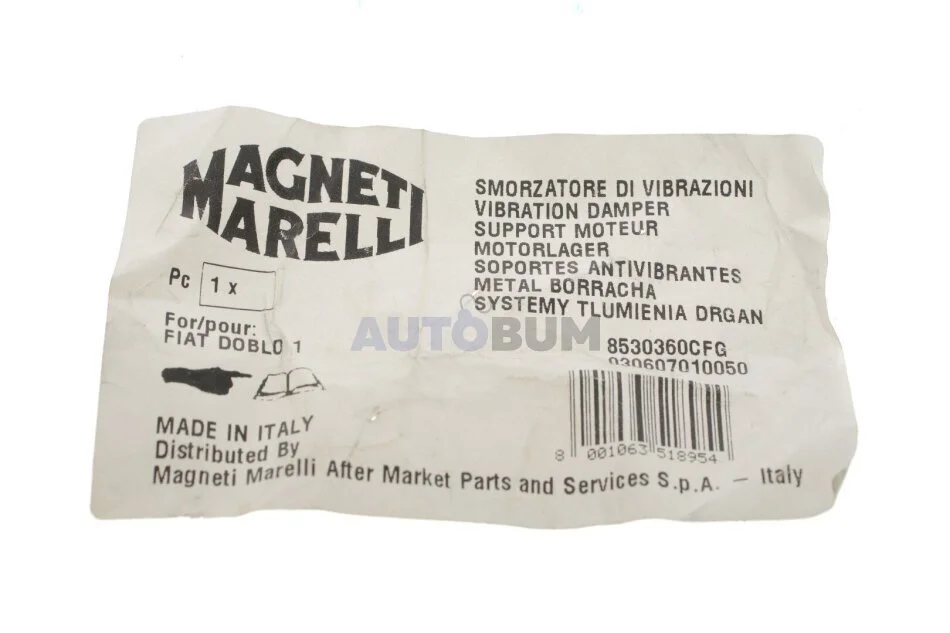 MAGNETI
MARELLI
Pc 1 x
For/pour:
FIAT DOBLO 1
MADE IN ITALY
Distributed By
Magneti Marelli After Market Parts and Services S.p.A. – Italy
SMORZATORE DI VIBRAZIONI
VIBRATION DAMPER
SUPPORT MOTEUR
MOTORLAGER
SOPORTES ANTIVIBRANTES
METAL BORRACHA
SYSTEMY TLUMIENIA DRGAN
8530360CFG
030607010050
8 001063 518954
AUTOBUM